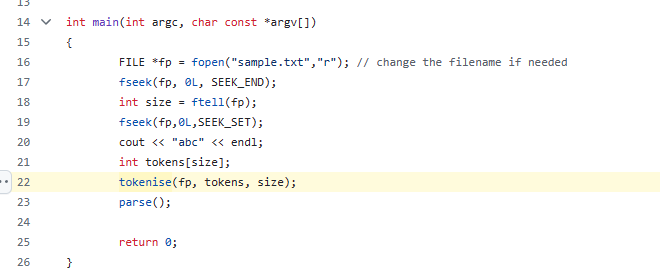 13
14 int main(int argc, char const *argv[])
15 {
16 FILE *fp = fopen("sample.txt","r"); // change the filename if needed
17 fseek(fp, 0L, SEEK_END);
18 int size = ftell(fp);
19 fseek(fp,0L,SEEK_SET);
20 cout << "abc" << endl;
21 int tokens[size];
22 tokenise(fp, tokens, size);
23 parse();
24
25 return 0;
26 }